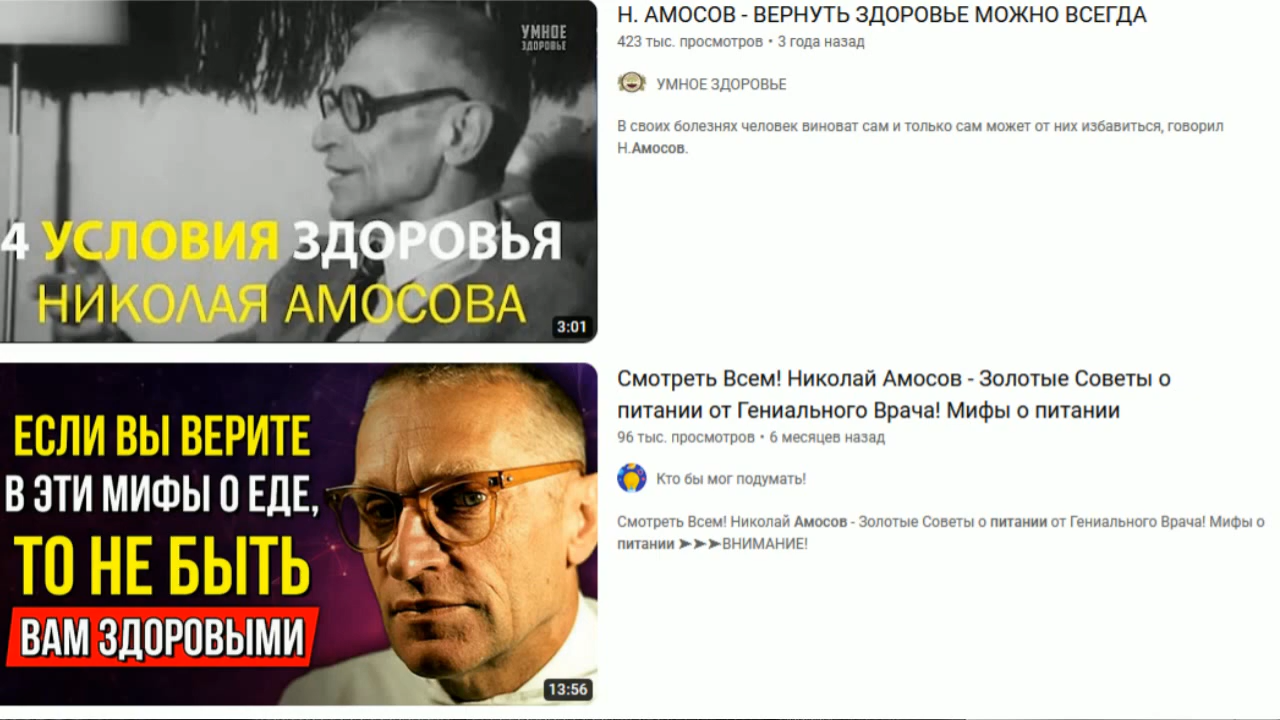 УМНОЕ
ЗДОРОВЬЕ
4 УСЛОВИЯ ЗДОРОВЬЯ
НИКОЛАЯ АМОСОВА
3:01
Н. АМОСОВ - ВЕРНУТЬ ЗДОРОВЬЕ МОЖНО ВСЕГДА
423 тыс. просмотров • 3 года назад
УМНОЕ ЗДОРОВЬЕ
В своих болезнях человек виноват сам и только сам может от них избавиться, говорил
Н.Амосов.
ЕСЛИ ВЫ ВЕРИТЕ
В ЭТИ МИФЫ О ЕДЕ,
ТО НЕ БЫТЬ
ВАМ ЗДОРОВЫМИ
13:56
Смотреть Всем! Николай Амосов - Золотые Советы о
питании от Гениального Врача! Мифы о питании
96 тыс. просмотров • 6 месяцев назад
Кто бы мог подумать!
Смотреть Всем! Николай Амосов - Золотые Советы о питании от Гениального Врача! Мифы о
питании ➤➤➤ВНИМАНИЕ!